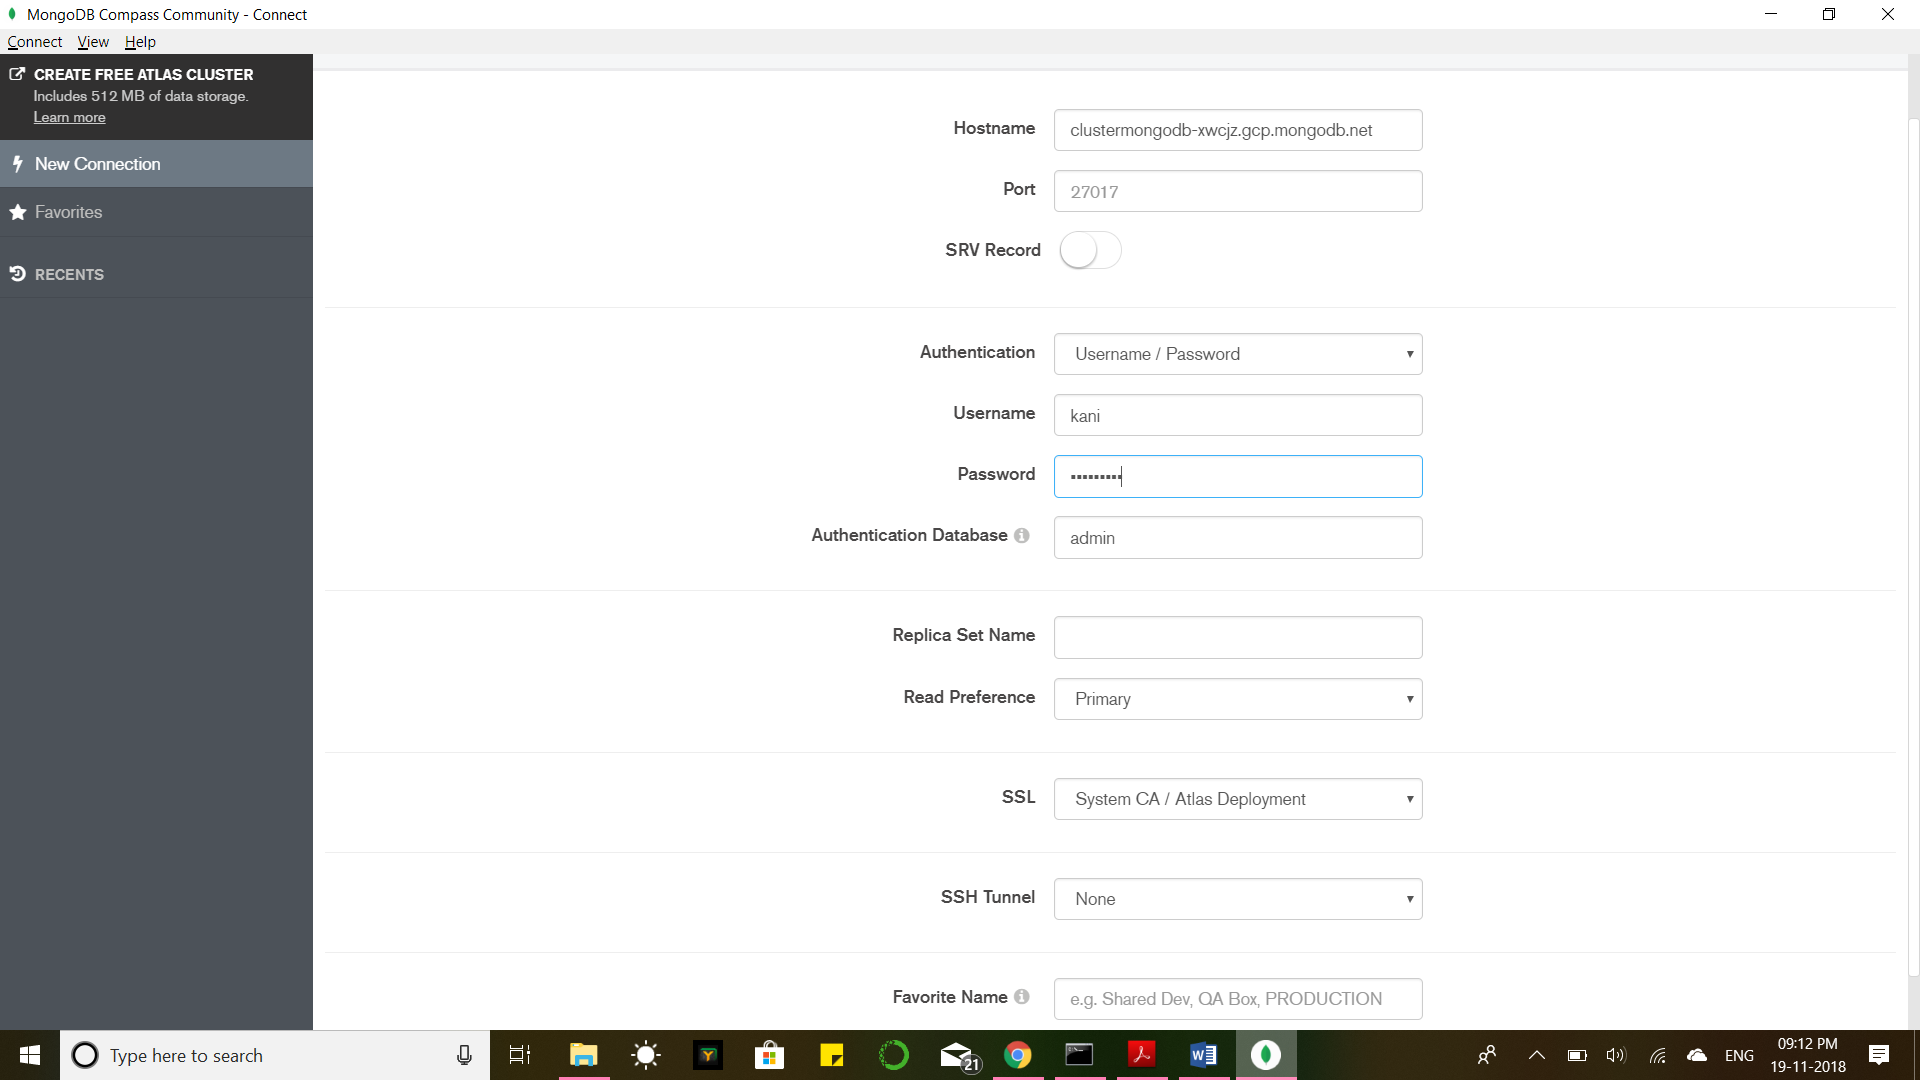 MongoDB Compass Community - Connect
Connect View Help
CREATE FREE ATLAS CLUSTER
Includes 512 MB of data storage.
Learn more
New Connection
Favorites
RECENTS
Hostname clustermongodb-xwcjz.gcp.mongodb.net
Port 27017
SRV Record
Authentication Username / Password
Username kani
Password
Authentication Database admin
Replica Set Name
Read Preference Primary
SSL System CA / Atlas Deployment
SSH Tunnel None
Favorite Name e.g. Shared Dev, QA Box, PRODUCTION
Type here to search
21
ENG
09:12 PM
19-11-2018